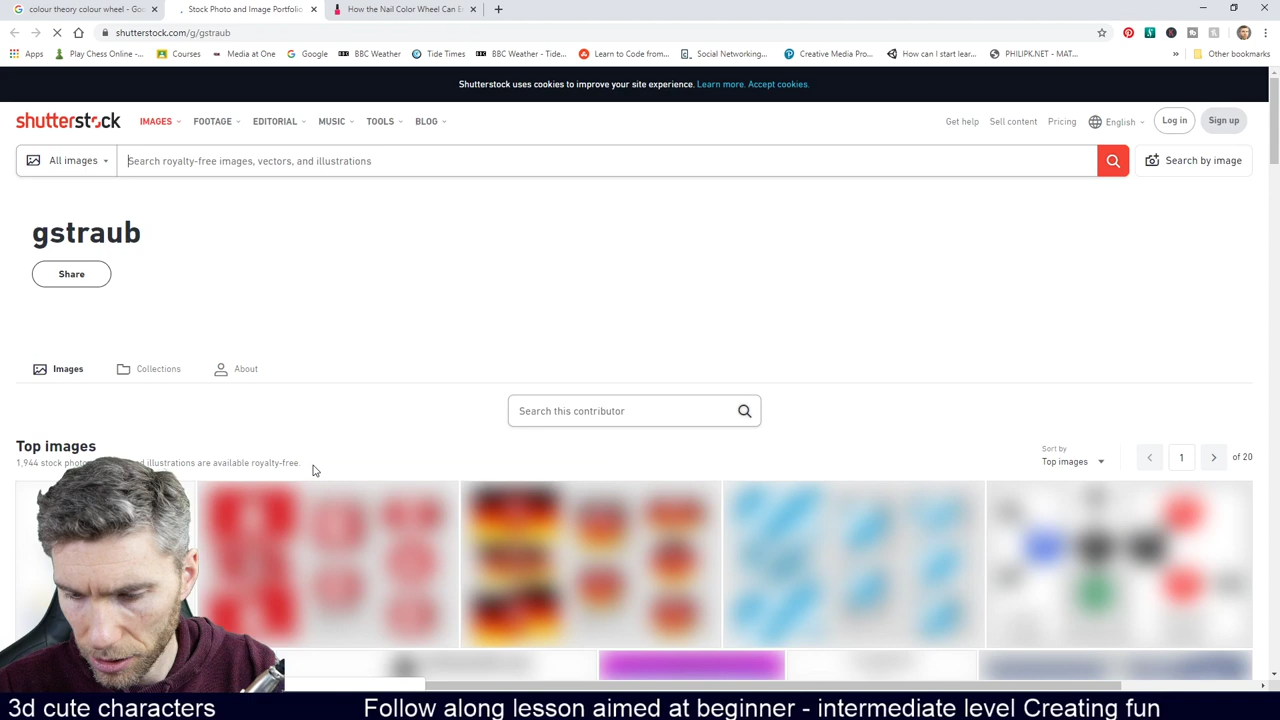 colour theory colour wheel - Goo
Stock Photo and Image Portfolio
How the Nail Color Wheel Can E
shutterstock.com/g/gstraub
Apps
Play Chess Online -...
Courses
Media at One
Google
BBC Weather
Tide Times
BBC Weather - Tide...
Learn to Code from...
Social Networking...
Creative Media Pro...
How can I start lear...
PHILIPK.NET - MAT...
»
Other bookmarks
Shutterstock uses cookies to improve your site experience. Learn more. Accept cookies.
shutterstock
IMAGES
FOOTAGE
EDITORIAL
MUSIC
TOOLS
BLOG
Get help
Sell content
Pricing
English
Log in
Sign up
All images
Search royalty-free images, vectors, and illustrations
Search by image
gstraub
Share
Images
Collections
About
Search this contributor
Top images
1,944 stock illustrations are available royalty-free.
Sort by
Top images
1
of 20
3d cute characters Follow along lesson aimed at beginner - intermediate level Creating fun